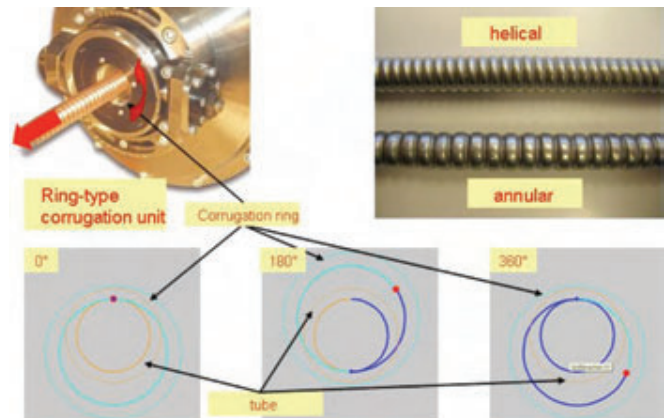 helical
annular
Ring-type
corrugation unit
Corrugation ring
0°
180°
360°
tube